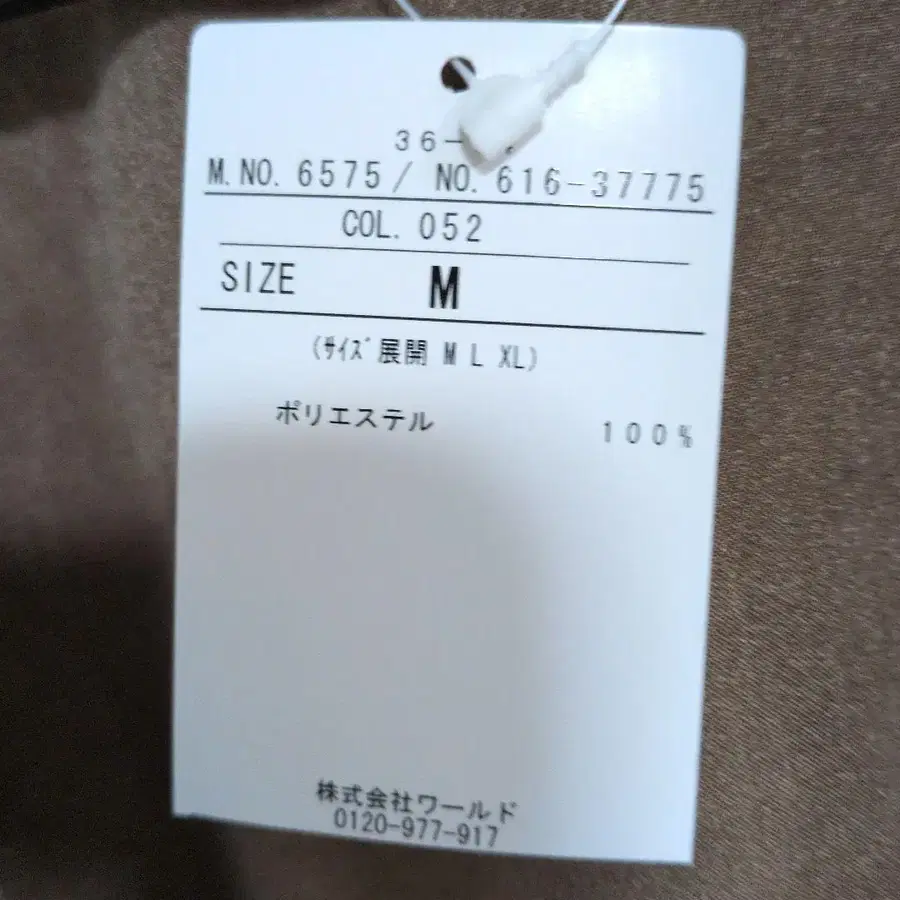 36-
M.NO. 6575/ NO. 616-37775
COL. 052
SIZE M
(ｻｲｽﾞ展開 M L XL)
ポリエステル 100%
株式会社ワールド
0120-977-917